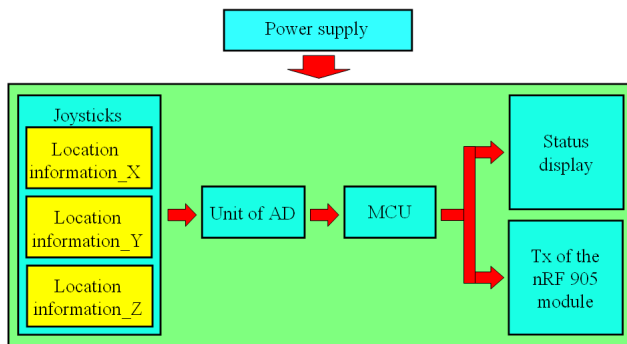 Power supply
Joysticks
Location
information_X
Location
information_Y
Location
information_Z
Unit of AD
MCU
Status
display
Tx of the
nRF 905
module